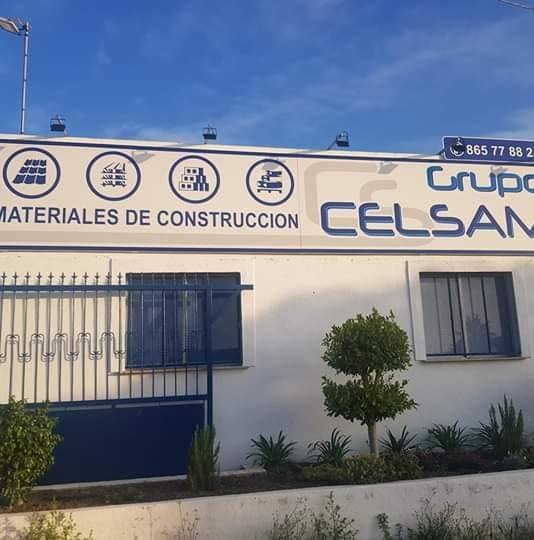 865 77 88 2
Grupo
CELSAM
MATERIALES DE CONSTRUCCION